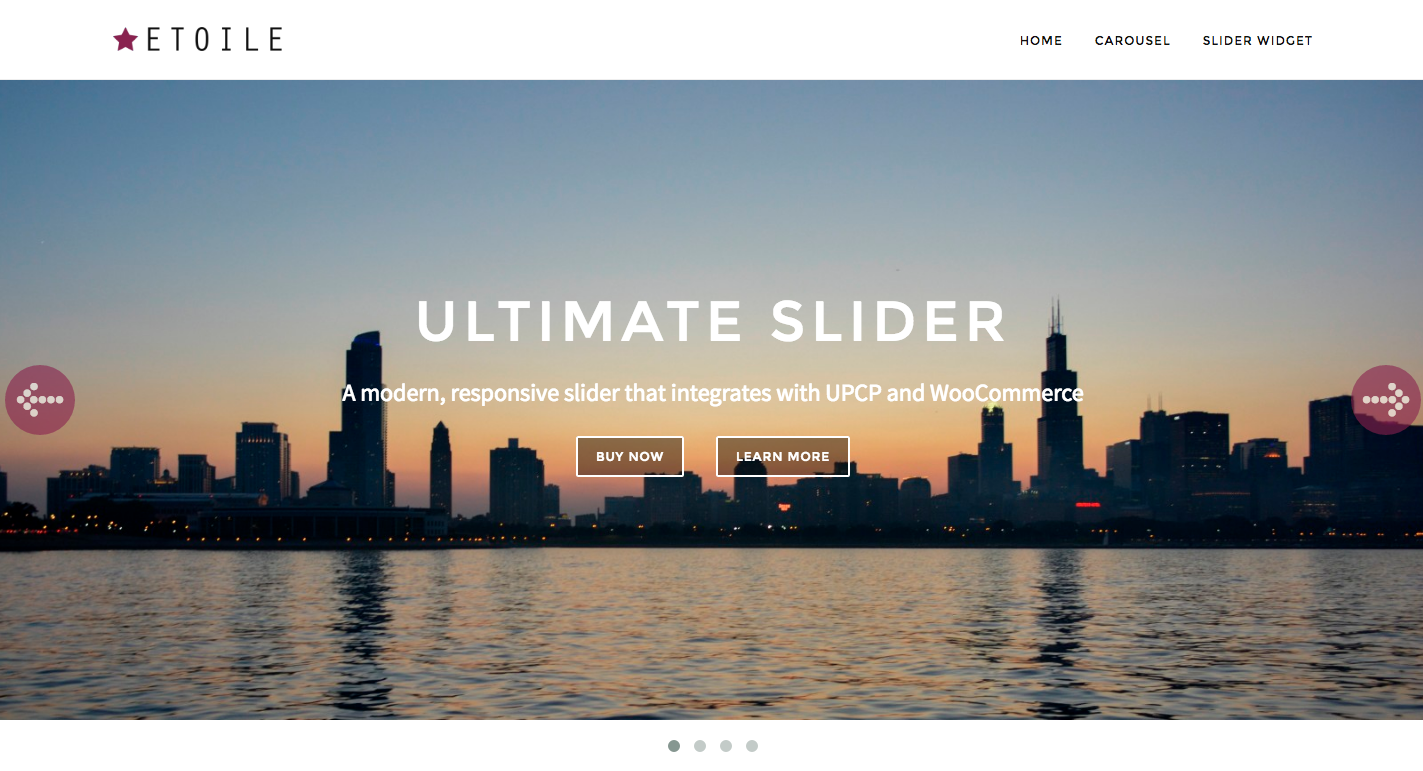 ETOILE
HOME CAROUSEL SLIDER WIDGET
ULTIMATE SLIDER
A modern, responsive slider that integrates with UPCP and WooCommerce
BUY NOW LEARN MORE